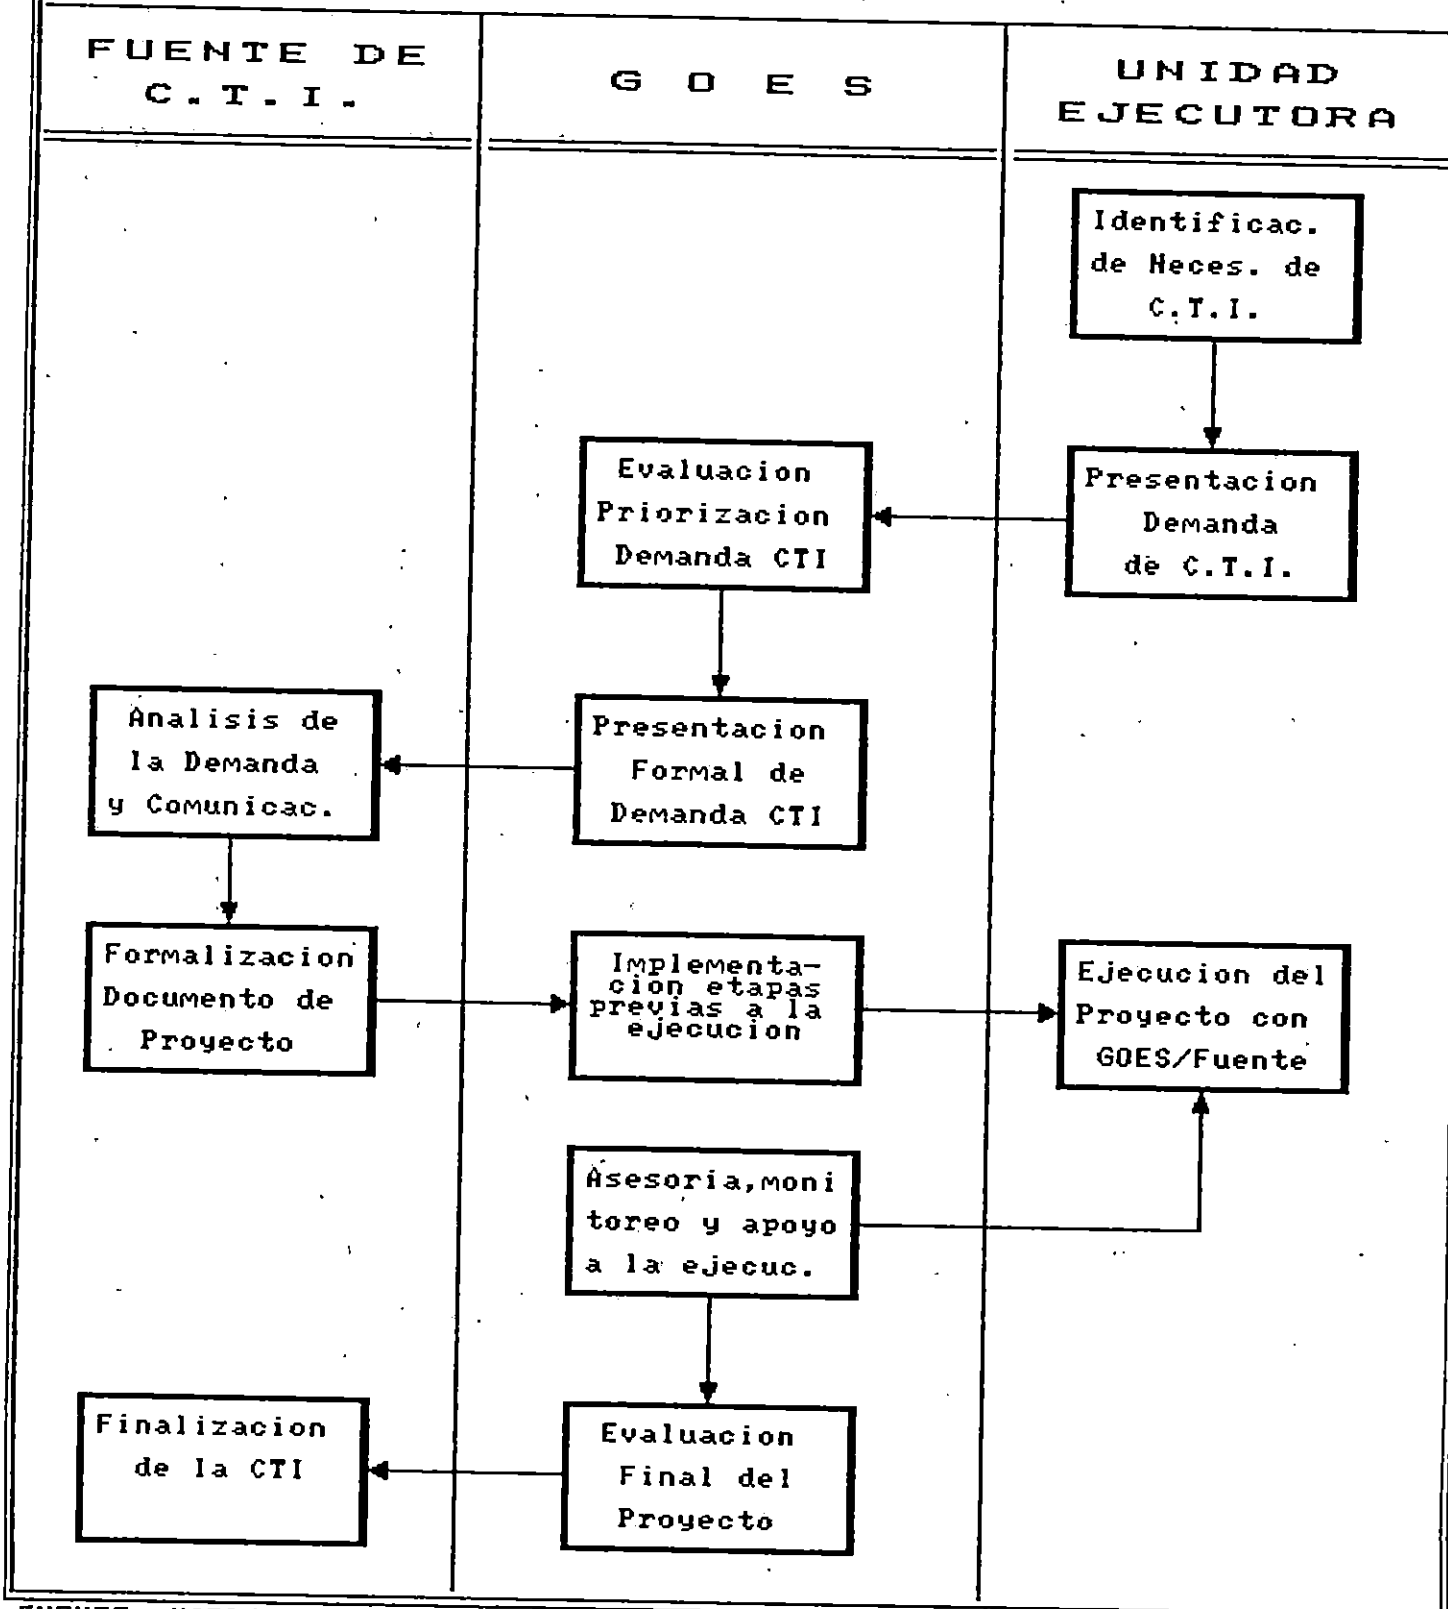 FUENTE DE
C.T.I.
G O E S
UNIDAD
EJECUTORA
Identificac.
de Neces. de
C.T.I.
Presentacion
Demanda
de C.T.I.
Evaluacion
Priorizacion
Demanda CTI
Presentacion
Formal de
Demanda CTI
Analisis de
la Demanda
y Comunicac.
Formalizacion
Documento de
Proyecto
Implementa-
cion etapas
previas a la
ejecucion
Ejecucion del
Proyecto con
GOES/Fuente
Asesoria,moni
toreo y apoyo
a la ejecuc.
Evaluacion
Final del
Proyecto
Finalizacion
de la CTI